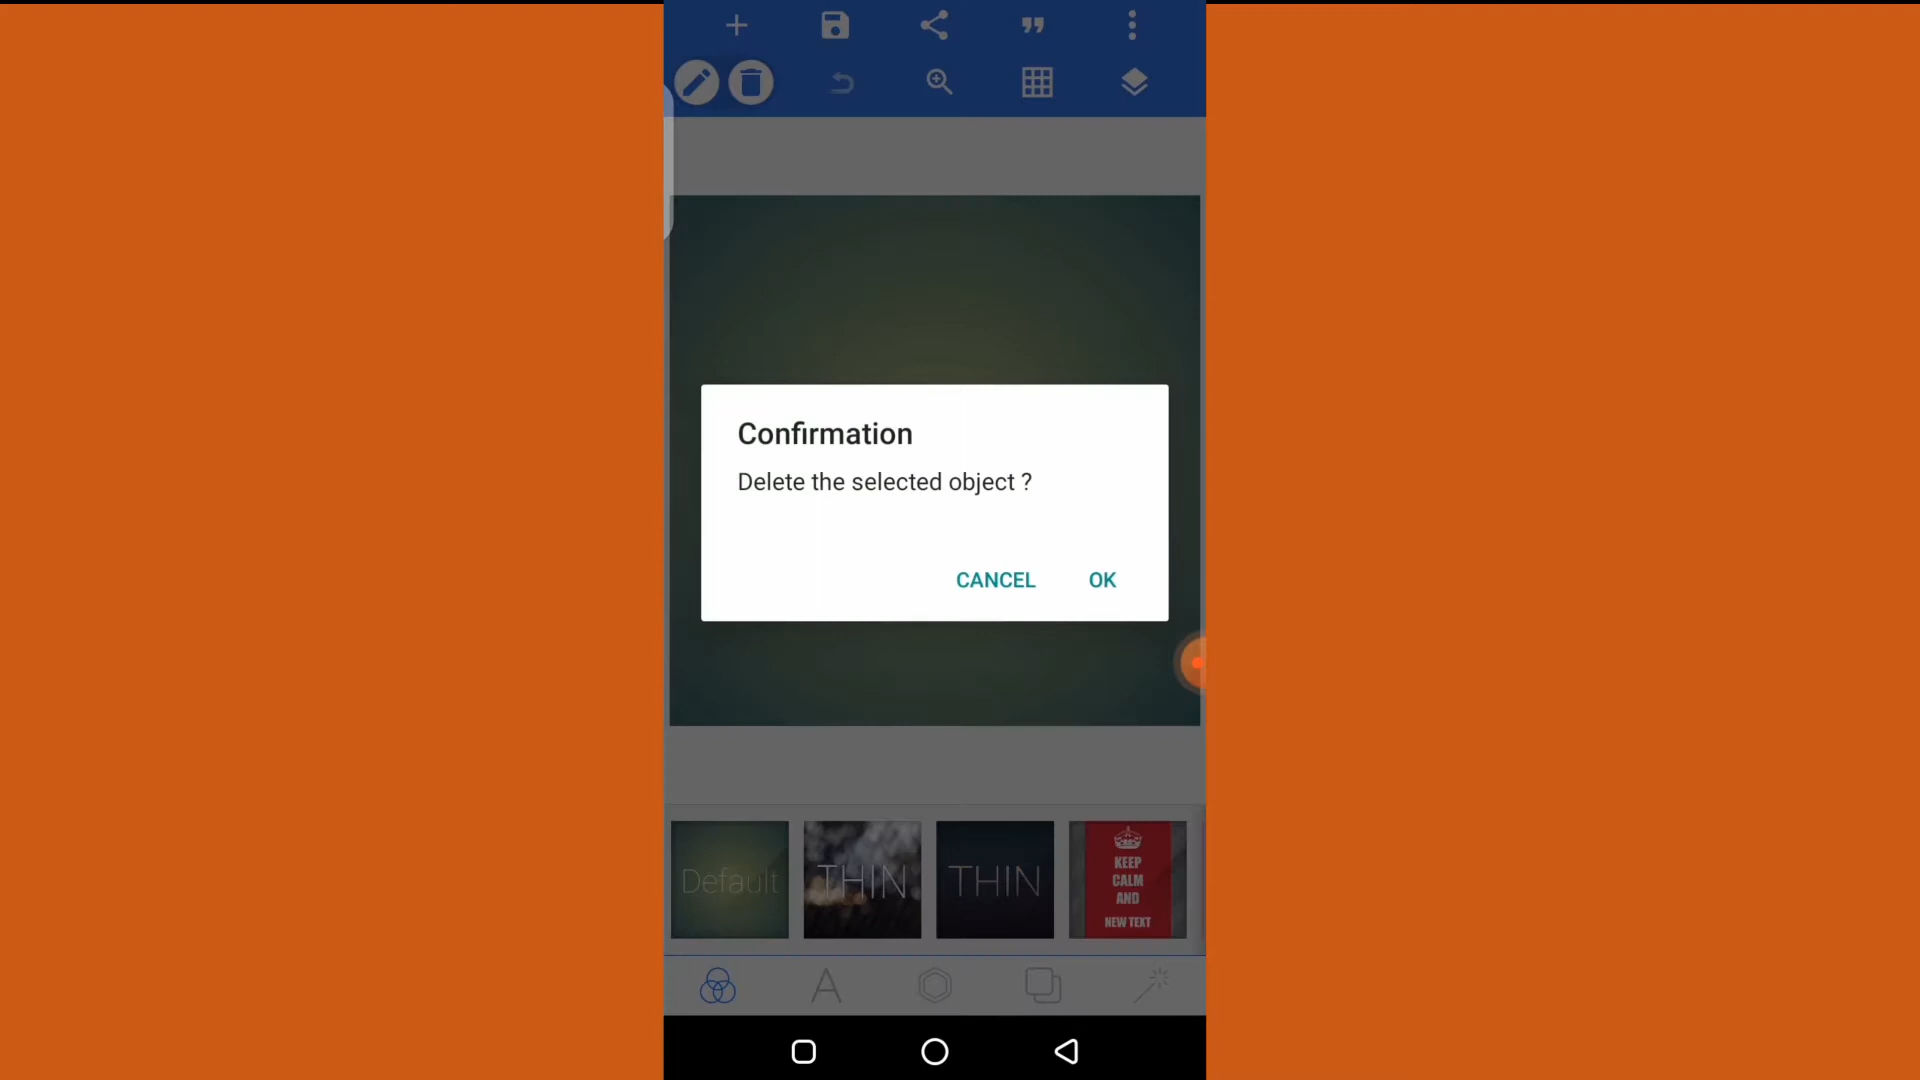 Confirmation
Delete the selected object ?
CANCEL OK
Default
THIN
THIN
KEEP
CALM
AND
NEW TEXT